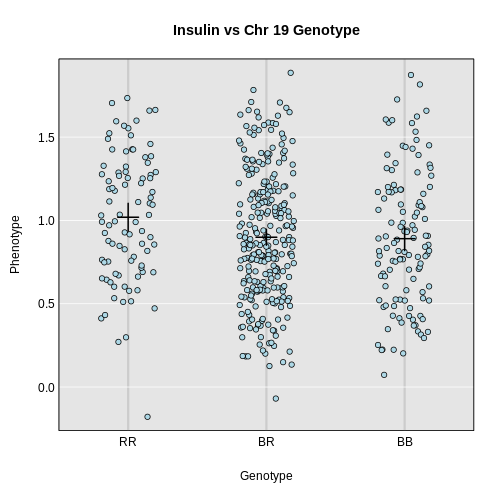 Insulin vs Chr 19 Genotype
Phenotype
1.5
1.0
0.5
0.0
RR BR BB
Genotype